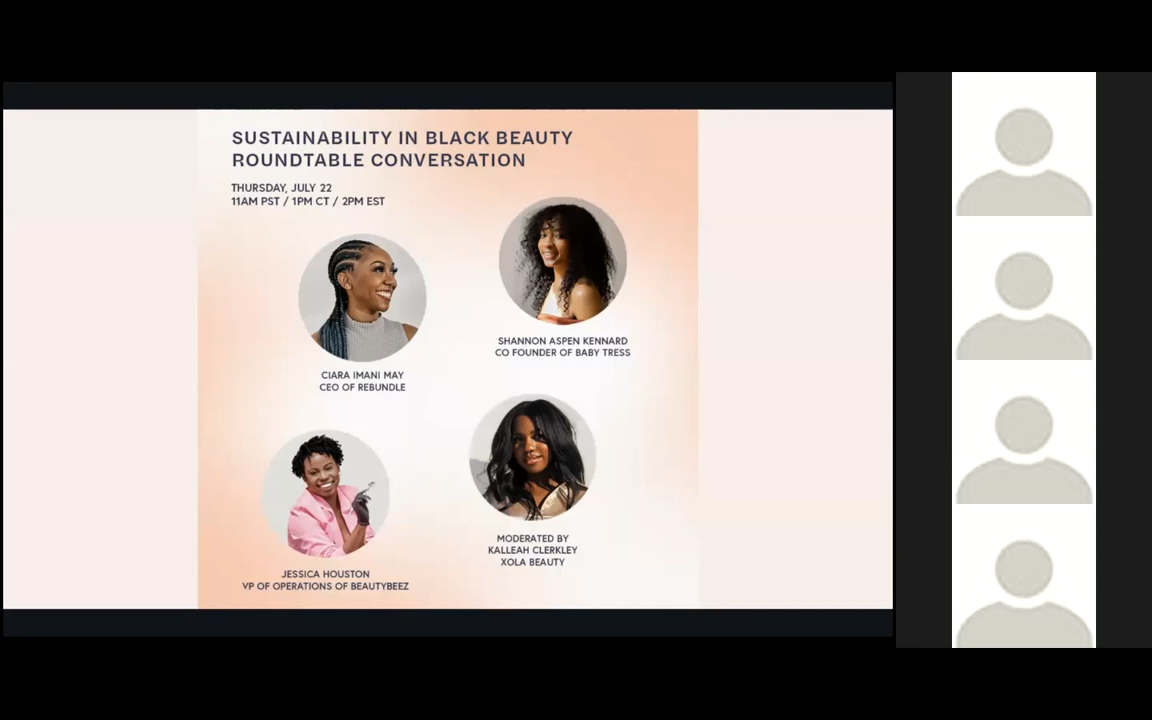 SUSTAINABILITY IN BLACK BEAUTY
ROUNDTABLE CONVERSATION
THURSDAY, JULY 22
11AM PST / 1PM CT / 2PM EST
SHANNON ASPEN KENNARD
CO FOUNDER OF BABY TRESS
CIARA IMANI MAY
CEO OF REBUNDLE
MODERATED BY
KALLEAH CLERKLEY
XOLA BEAUTY
JESSICA HOUSTON
VP OF OPERATIONS OF BEAUTYBEEZ